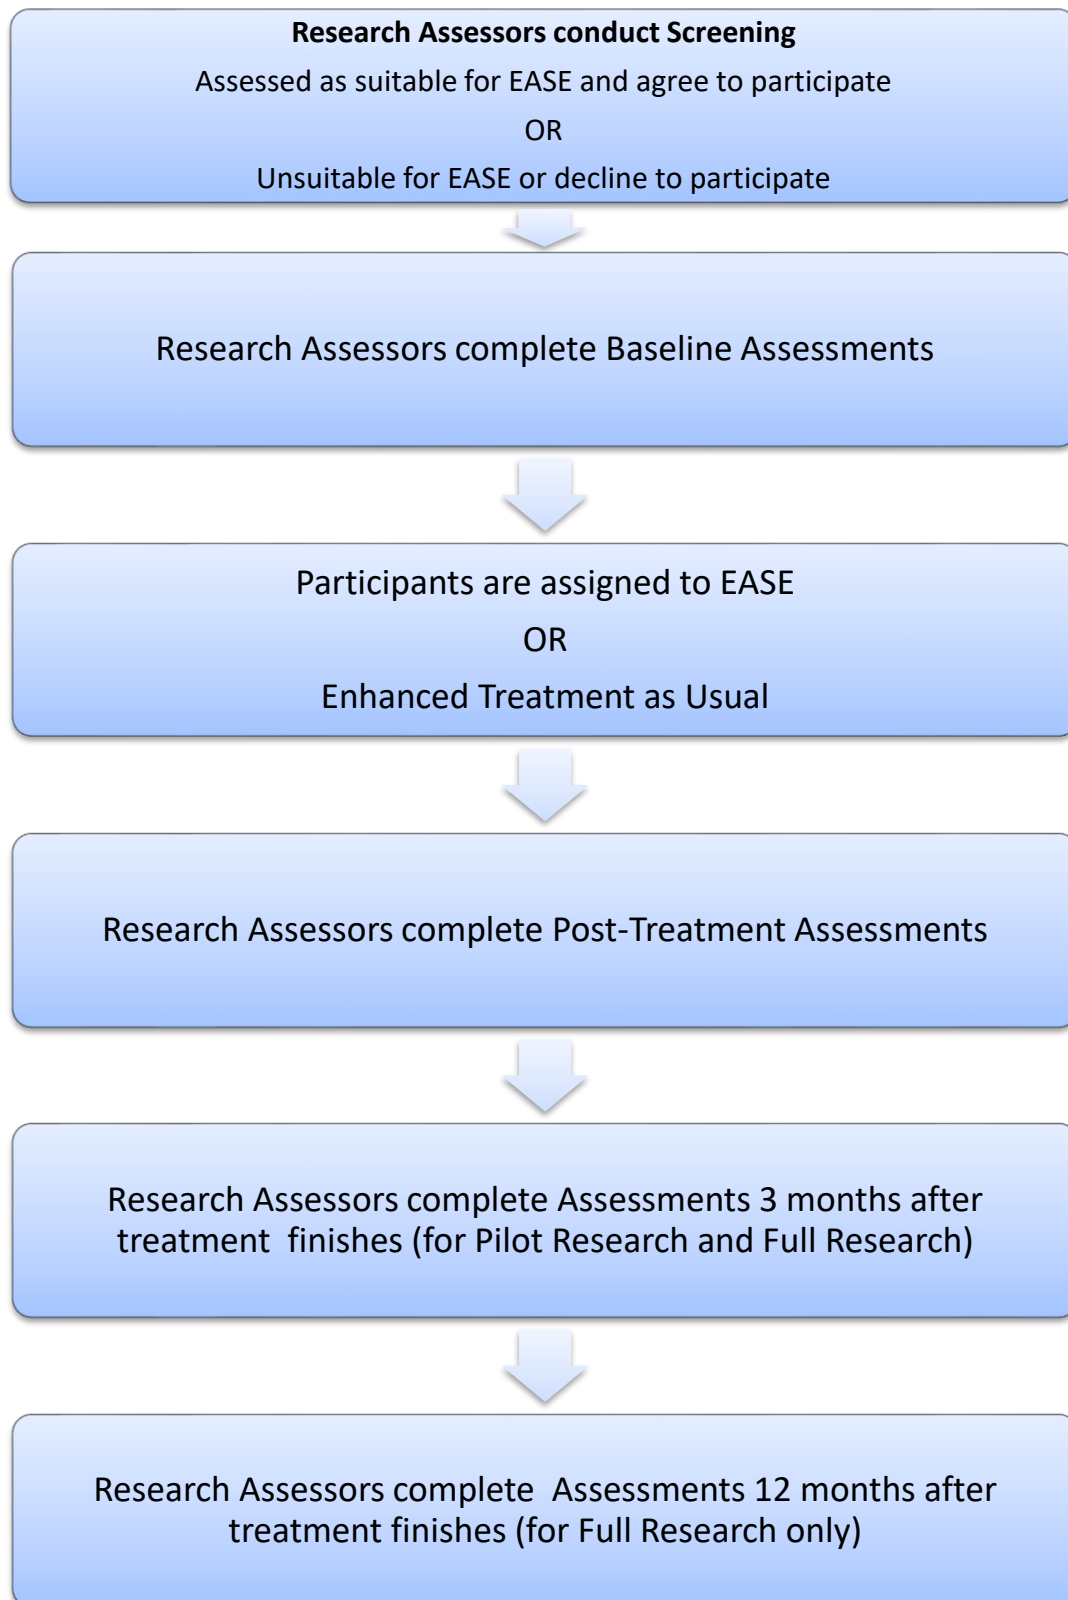 Research Assessors conduct Screening
Assessed as suitable for EASE and agree to participate
OR
Unsuitable for EASE or decline to participate
Research Assessors complete Baseline Assessments
Participants are assigned to EASE
OR
Enhanced Treatment as Usual
Research Assessors complete Post-Treatment Assessments
Research Assessors complete Assessments 3 months after
treatment  finishes (for Pilot Research and Full Research)
Research Assessors complete  Assessments 12 months after
treatment finishes (for Full Research only)